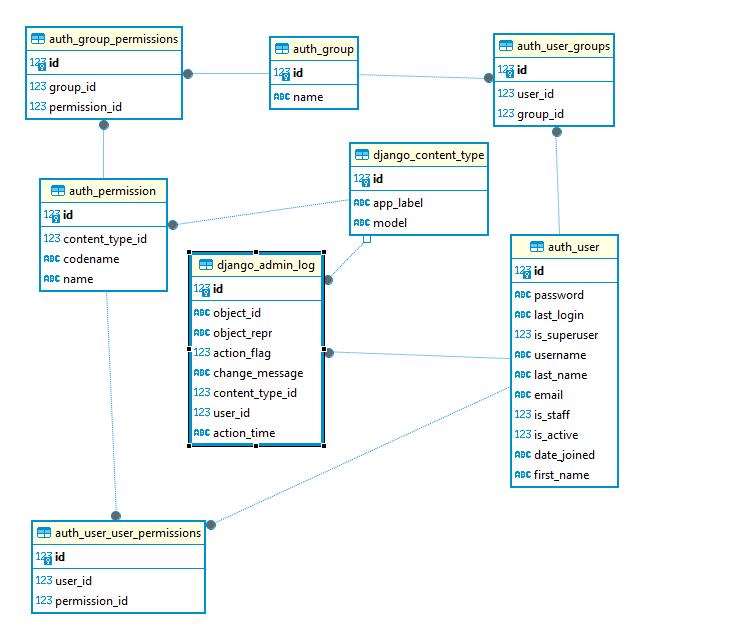 auth_group_permissions
123 id
123 group_id
123 permission_id
auth_group
123 id
ABC name
auth_user_groups
123 id
123 user_id
123 group_id
django_content_type
123 id
ABC app_label
ABC model
auth_permission
123 id
123 content_type_id
ABC codename
ABC name
django_admin_log
123 id
ABC object_id
ABC object_repr
123 action_flag
ABC change_message
123 content_type_id
123 user_id
ABC action_time
auth_user
123 id
ABC password
ABC last_login
123 is_superuser
ABC username
ABC last_name
ABC email
123 is_staff
123 is_active
ABC date_joined
ABC first_name
auth_user_user_permissions
123 id
123 user_id
123 permission_id